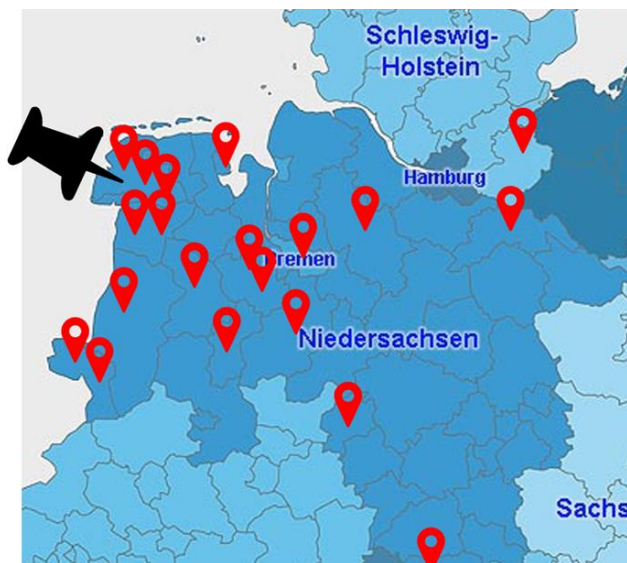 Schleswig-
Holstein
Hamburg
Bremen
Niedersachsen
Sachs